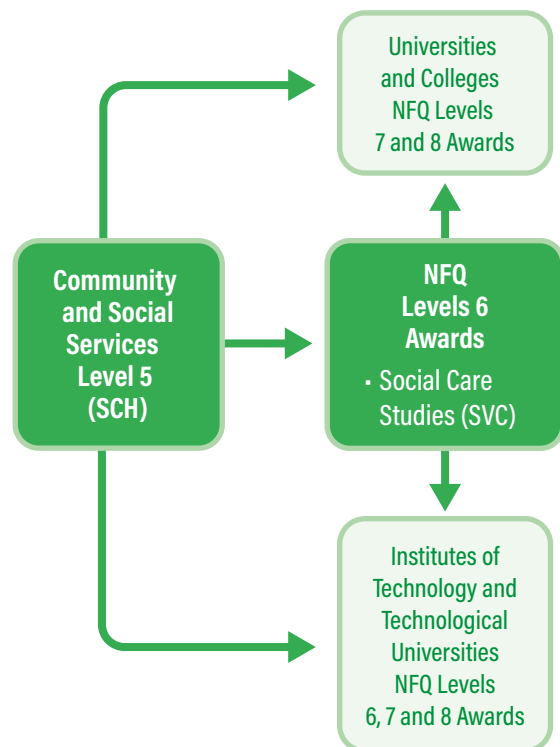 Universities
and Colleges
NFQ Levels
7 and 8 Awards
Community
and Social
Services
Level 5
(SCH)
NFQ
Levels 6
Awards
· Social Care
Studies (SVC)
Institutes of
Technology and
Technological
Universities
NFQ Levels
6, 7 and 8 Awards